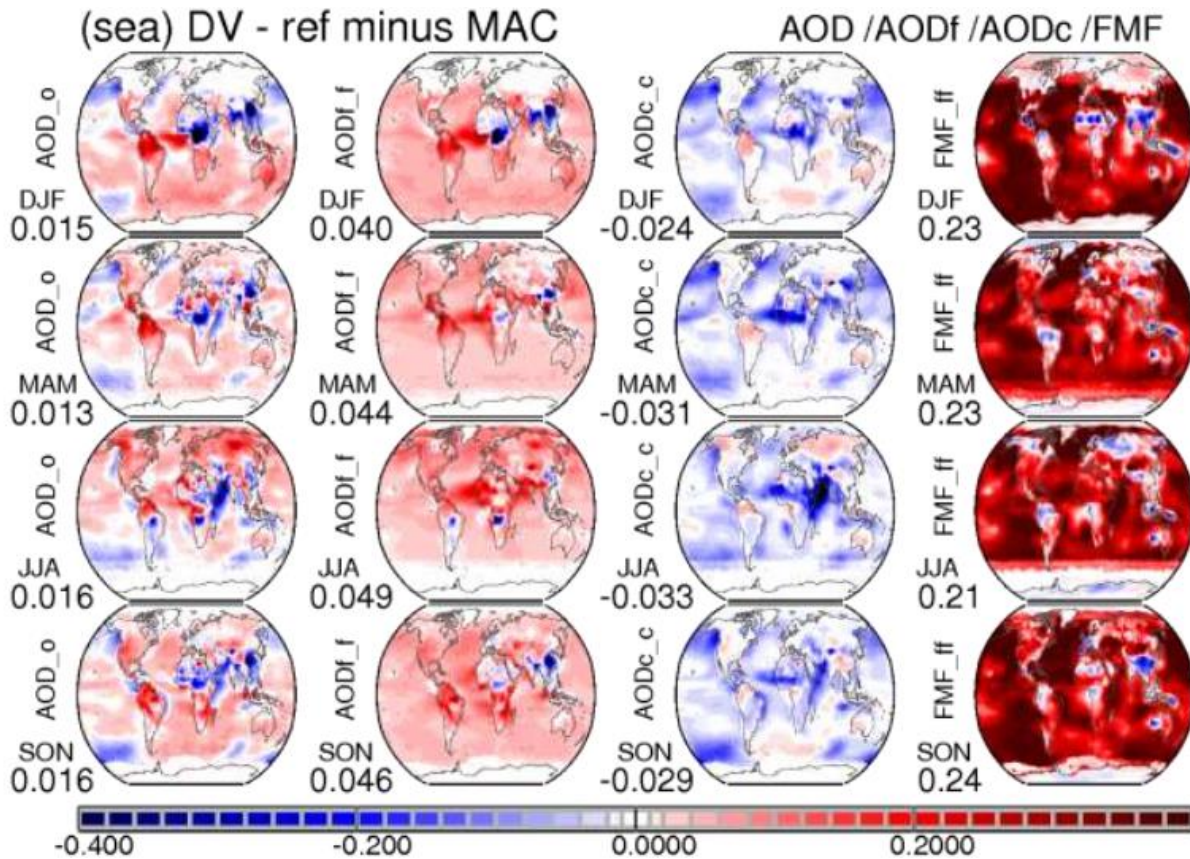 (sea) DV - ref minus MAC AOD /AODf /AODc /FMF
AOD_o AODf_f AODc_c FMF_ff
DJF DJF DJF DJF
0.015 0.040 -0.024 0.23
AOD_o AODf_f AODc_c FMF_ff
MAM MAM MAM MAM
0.013 0.044 -0.031 0.23
AOD_o AODf_f AODc_c FMF_ff
JJA JJA JJA JJA
0.016 0.049 -0.033 0.21
AOD_o AODf_f AODc_c FMF_ff
SON SON SON SON
0.016 0.046 -0.029 0.24
-0.400 -0.200 0.0000 0.2000